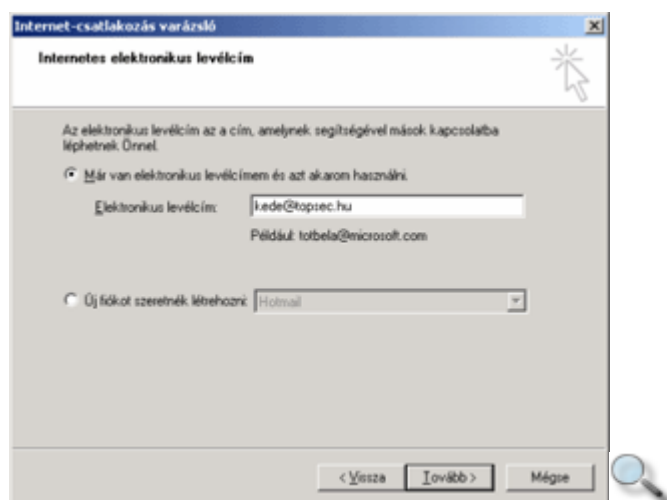 Internet-csatlakozás varázsló
Internetes elektronikus levélcím
Az elektronikus levélcím az a cím, amelynek segítségével mások kapcsolatba
léphetnek Önnel.
Már van elektronikus levélcímem és azt akarom használni.
Elektronikus levélcím: kede@topsec.hu
Például: totbela@microsoft.com
Új fiókot szeretnék létrehozni: Hotmail
< Vissza Tovább > Mégse